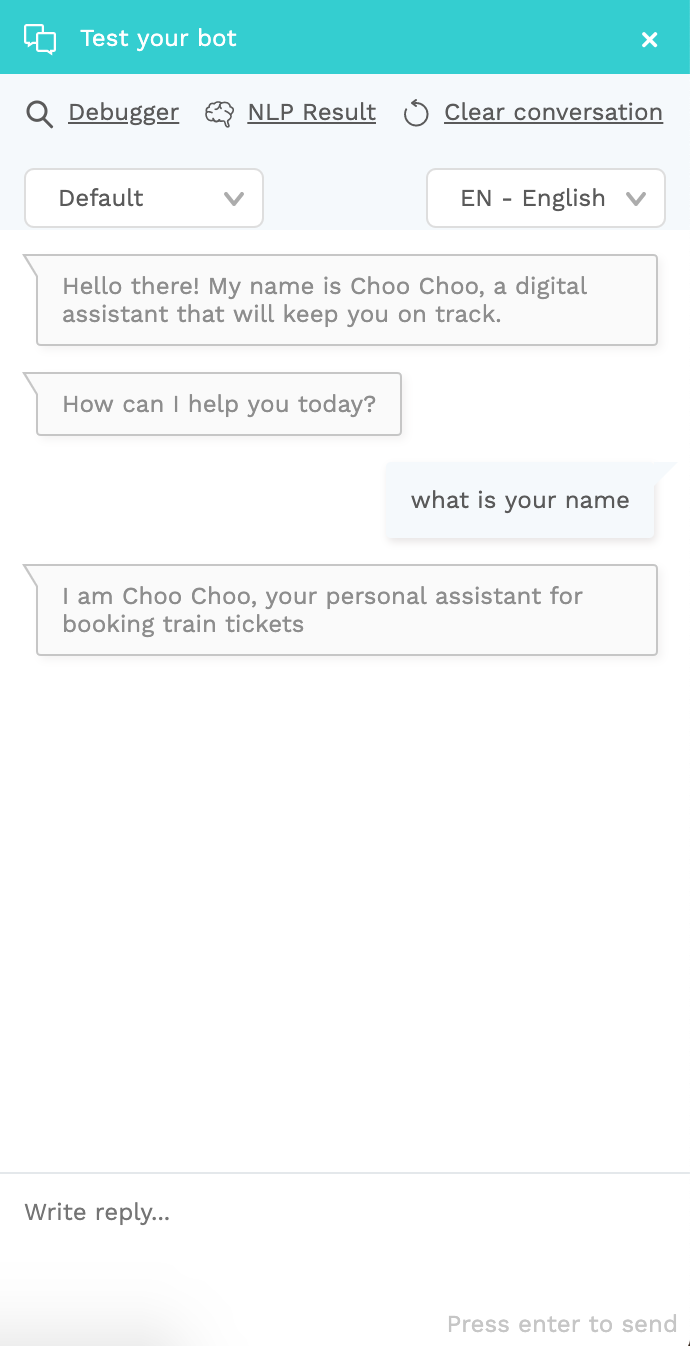 Test your bot
Debugger NLP Result Clear conversation
Default EN - English
Hello there! My name is Choo Choo, a digital
assistant that will keep you on track.
How can I help you today?
what is your name
I am Choo Choo, your personal assistant for
booking train tickets
Write reply...
Press enter to send